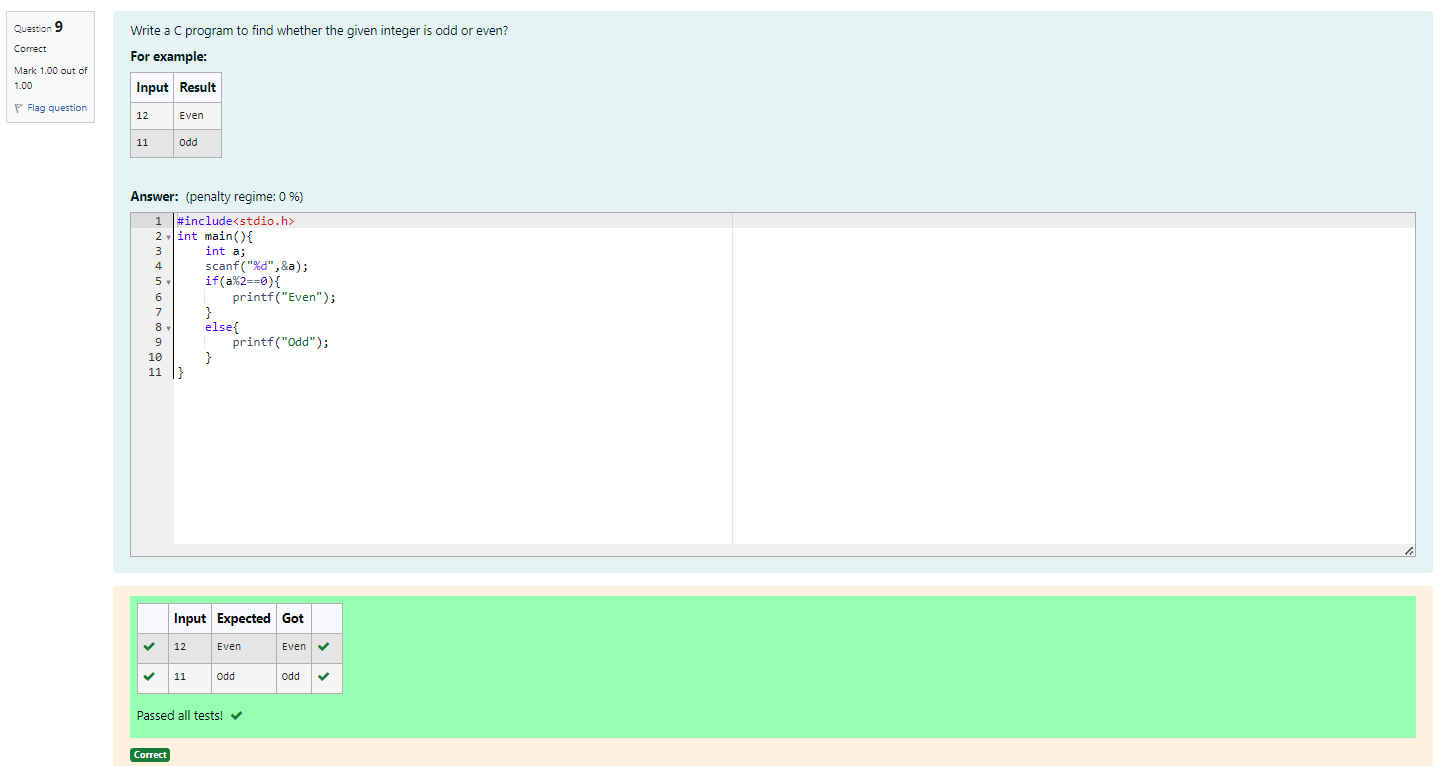 Question 9
Correct
Mark 1.00 out of
1.00
Flag question
Write a C program to find whether the given integer is odd or even?
For example:
Input Result
12 Even
11 Odd
Answer: (penalty regime: 0 %)
1 #include<stdio.h>
2 int main(){
3     int a;
4     scanf("%d",&a);
5     if(a%2==0){
6         printf("Even");
7     }
8     else{
9         printf("Odd");
10     }
11 }
Input Expected Got
12 Even Even
11 Odd Odd
Passed all tests!
Correct